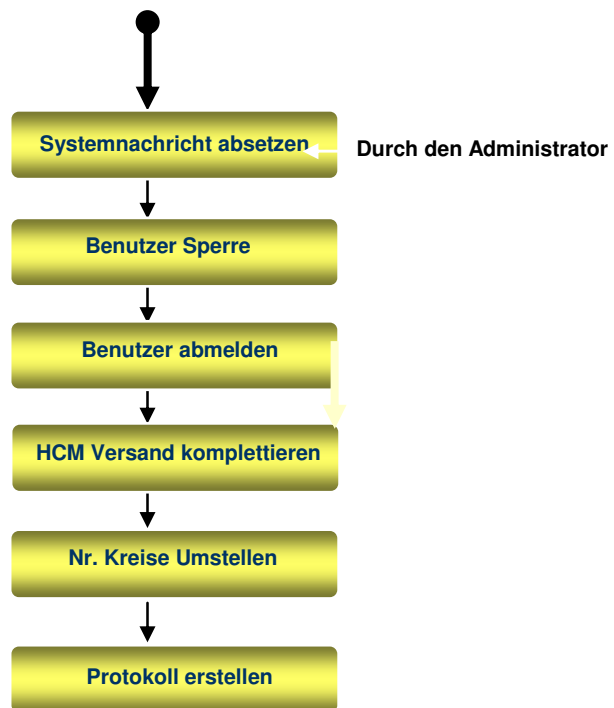 Systemnachricht absetzen
Durch den Administrator
Benutzer Sperre
Benutzer abmelden
HCM Versand komplettieren
Nr. Kreise Umstellen
Protokoll erstellen